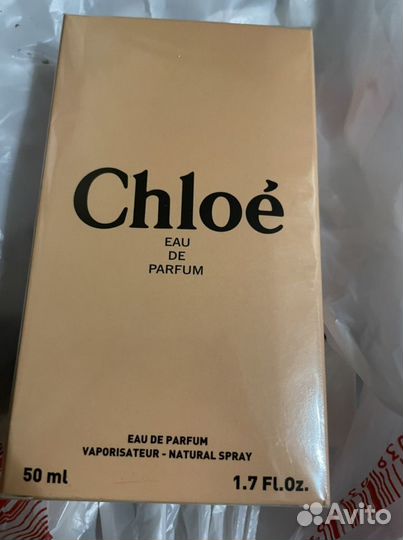 Chloé
EAU
DE
PARFUM
EAU DE PARFUM
VAPORISATEUR - NATURAL SPRAY
50 ml 1.7 Fl.Oz.
Avito